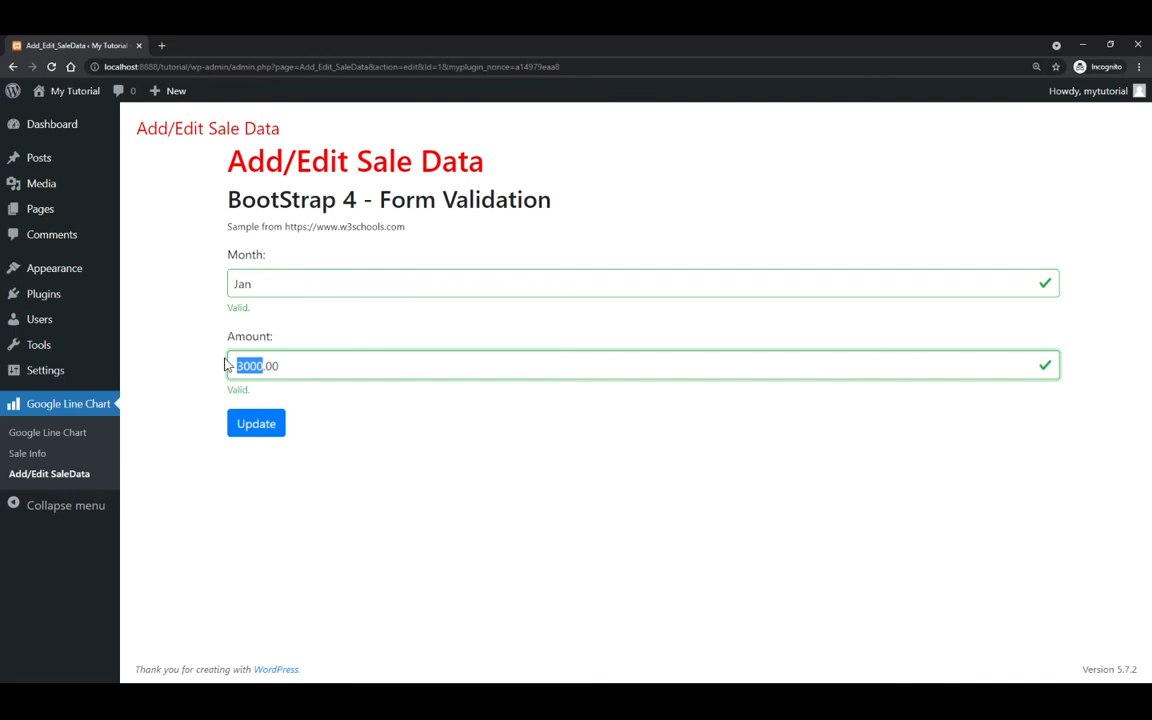 Add_Edit_SaleData ‹ My Tutorial
localhost:8888/tutorial/wp-admin/admin.php?page=Add_Edit_SaleData&action=edit&Id=1&myplugin_nonce=a14979eaa8
Incognito
My Tutorial 0 New
Howdy, mytutorial
Dashboard
Posts
Media
Pages
Comments
Appearance
Plugins
Users
Tools
Settings
Google Line Chart
Google Line Chart
Sale Info
Add/Edit SaleData
Collapse menu
Add/Edit Sale Data
Add/Edit Sale Data
BootStrap 4 - Form Validation
Sample from https://www.w3schools.com
Month:
Jan
Valid.
Amount:
3000.00
Valid.
Update
Thank you for creating with WordPress.
Version 5.7.2